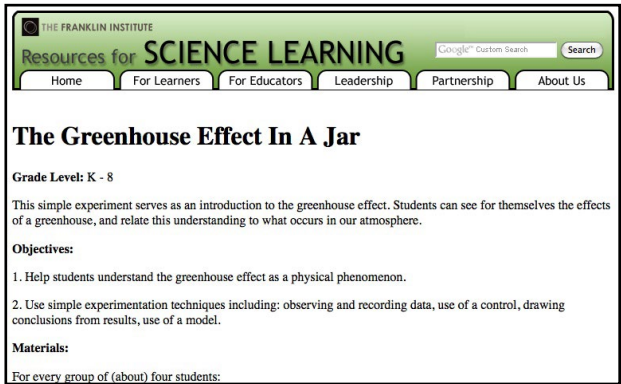 THE FRANKLIN INSTITUTE
Resources for SCIENCE LEARNING
Google™ Custom Search
Search
Home
For Learners
For Educators
Leadership
Partnership
About Us
The Greenhouse Effect In A Jar
Grade Level: K - 8
This simple experiment serves as an introduction to the greenhouse effect. Students can see for themselves the effects
of a greenhouse, and relate this understanding to what occurs in our atmosphere.
Objectives:
1. Help students understand the greenhouse effect as a physical phenomenon.
2. Use simple experimentation techniques including: observing and recording data, use of a control, drawing
conclusions from results, use of a model.
Materials:
For every group of (about) four students: